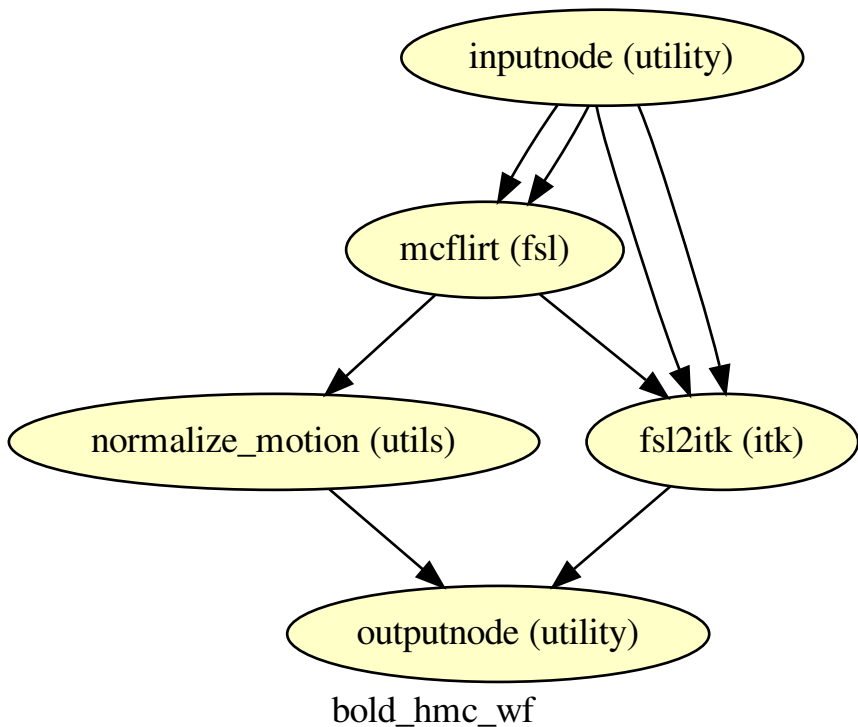 inputnode (utility)
mcflirt (fsl)
normalize_motion (utils)
fsl2itk (itk)
outputnode (utility)
bold_hmc_wf